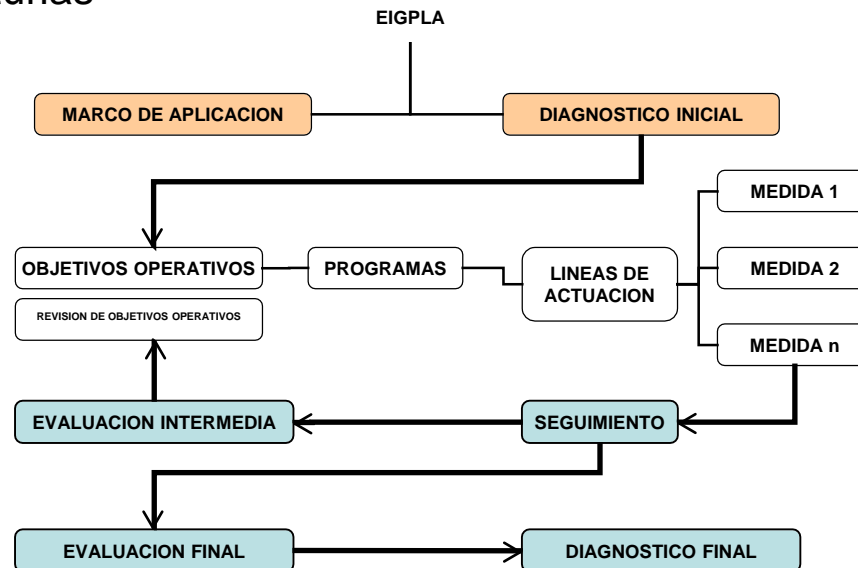 EIGPLA
MARCO DE APLICACION
DIAGNOSTICO INICIAL
MEDIDA 1
OBJETIVOS OPERATIVOS
PROGRAMAS
LINEAS DE
ACTUACION
MEDIDA 2
REVISION DE OBJETIVOS OPERATIVOS
MEDIDA n
EVALUACION INTERMEDIA
SEGUIMIENTO
EVALUACION FINAL
DIAGNOSTICO FINAL